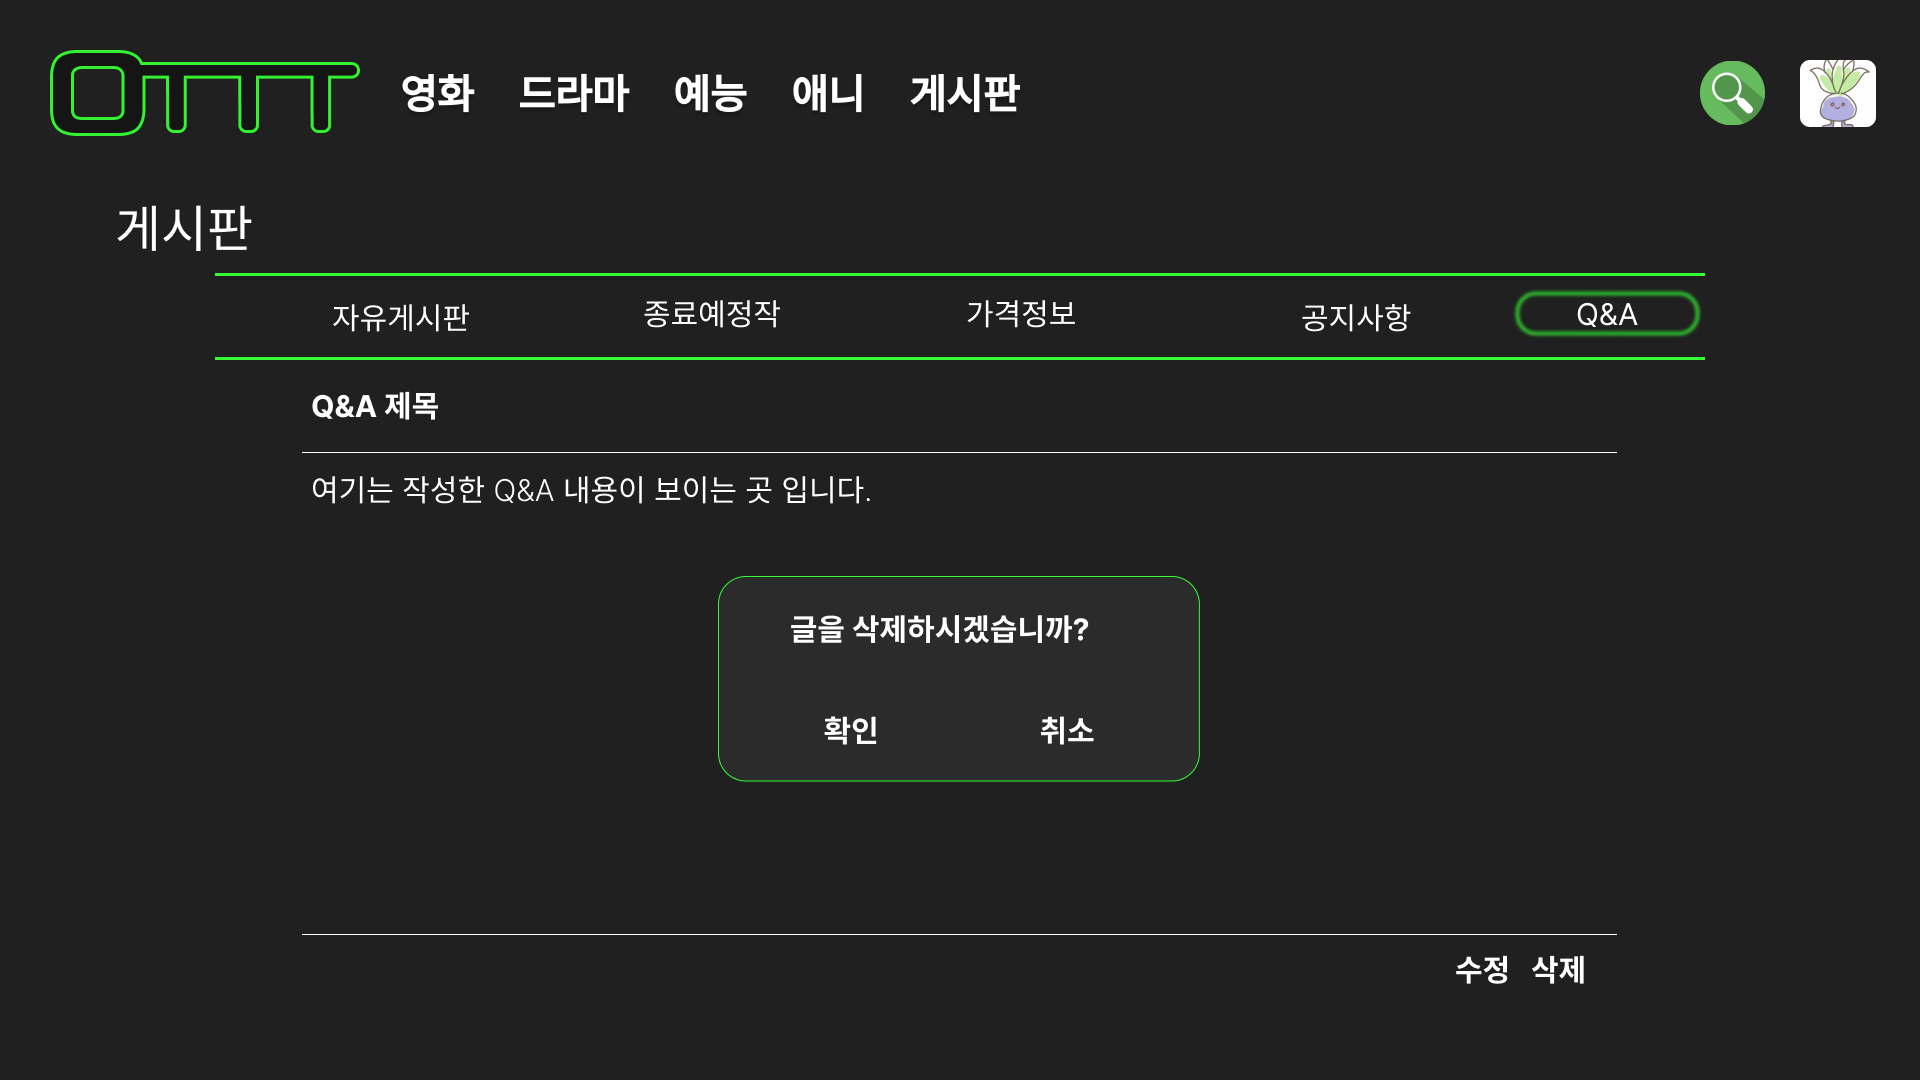 OTTT 영화 드라마 예능 애니 게시판
게시판
자유게시판 종료예정작 가격정보 공지사항 Q&A
Q&A 제목
여기는 작성한 Q&A 내용이 보이는 곳 입니다.
글을 삭제하시겠습니까?
확인 취소
수정 삭제